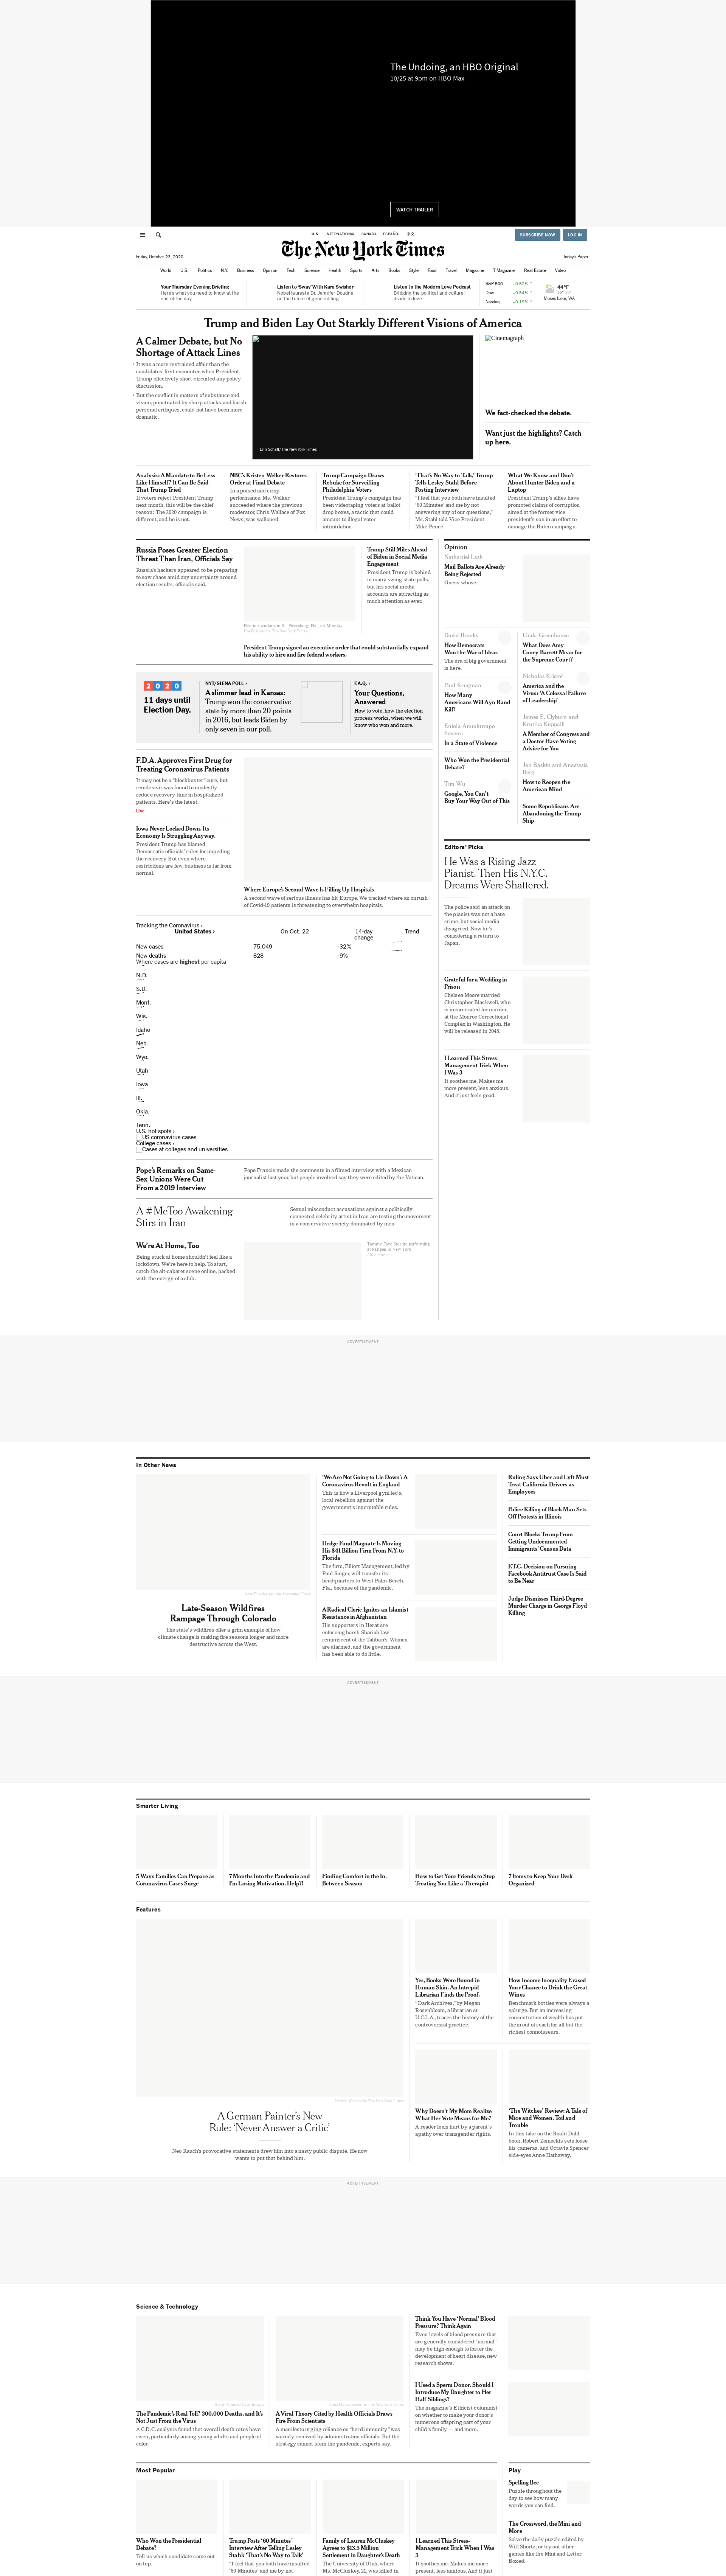 The Undoing, an HBO Original
10/25 at 9pm on HBO Max
WATCH TRAILER
U.S. INTERNATIONAL CANADA ESPAÑOL 中文
SUBSCRIBE NOW LOG IN
The New York Times
Friday, October 23, 2020
Today's Paper
World U.S. Politics N.Y. Business Opinion Tech Science Health Sports Arts Books Style Food Travel Magazine T Magazine Real Estate Video
Your Thursday Evening Briefing
Here's what you need to know at the
end of the day.
Listen to 'Sway' With Kara Swisher
Nobel laureate Dr. Jennifer Doudna
on the future of gene editing.
Listen to the Modern Love Podcast
Bridging the political and cultural
divide in love.
S&P 500 +0.52% ↑
Dow +0.54% ↑
Nasdaq +0.19% ↑
44°F
Moses Lake, WA
Trump and Biden Lay Out Starkly Different Visions of America
A Calmer Debate, but No
Shortage of Attack Lines
It was a more restrained affair than the
candidates' first encounter, when President
Trump effectively short-circuited any policy
discussion.
But the conflict in matters of substance and
vision, punctuated by sharp attacks and harsh
personal critiques, could not have been more
dramatic.
Erin Schaff/The New York Times
Cinemagraph
We fact-checked the debate.
Want just the highlights? Catch
up here.
Analysis: A Mandate to Be Less
Like Himself? It Can Be Said
That Trump Tried
If voters reject President Trump
next month, this will be the chief
reason: The 2020 campaign is
different, and he is not.
NBC's Kristen Welker Restores
Order at Final Debate
In a poised and crisp
performance, Ms. Welker
succeeded where the previous
moderator, Chris Wallace of Fox
News, was walloped.
Trump Campaign Draws
Rebuke for Surveilling
Philadelphia Voters
President Trump's campaign has
been videotaping voters at ballot
drop boxes, a tactic that could
amount to illegal voter
intimidation.
'That's No Way to Talk,' Trump
Tells Lesley Stahl Before
Posting Interview
"I feel that you both have insulted
'60 Minutes' and me by not
answering any of our questions,"
Ms. Stahl told Vice President
Mike Pence.
What We Know and Don't
About Hunter Biden and a
Laptop
President Trump's allies have
promoted claims of corruption
aimed at the former vice
president's son in an effort to
damage the Biden campaign.
Russia Poses Greater Election
Threat Than Iran, Officials Say
Russia's hackers appeared to be preparing
to sow chaos amid any uncertainty around
election results, officials said.
Election workers in St. Petersburg, Fla., on Monday.
Eve Edelheit for The New York Times
Trump Still Miles Ahead
of Biden in Social Media
Engagement
President Trump is behind
in many swing-state polls,
but his social media
accounts are attracting as
much attention as ever.
President Trump signed an executive order that could substantially expand
his ability to hire and fire federal workers.
2 0 2 0
11 days until
Election Day.
NYT/SIENA POLL ›
A slimmer lead in Kansas:
Trump won the conservative
state by more than 20 points
in 2016, but leads Biden by
only seven in our poll.
F.A.Q. ›
Your Questions,
Answered
How to vote, how the election
process works, when we will
know who won and more.
F.D.A. Approves First Drug for
Treating Coronavirus Patients
It may not be a "blockbuster" cure, but
remdesivir was found to modestly
reduce recovery time in hospitalized
patients. Here's the latest.
LIVE
Iowa Never Locked Down. Its
Economy Is Struggling Anyway.
President Trump has blamed
Democratic officials' rules for impeding
the recovery. But even where
restrictions are few, business is far from
normal.
Where Europe's Second Wave Is Filling Up Hospitals
A second wave of serious illness has hit Europe. We tracked where an onrush
of Covid-19 patients is threatening to overwhelm hospitals.
Tracking the Coronavirus ›
United States › On Oct. 22 14-day change Trend
New cases 75,049 +32%
New deaths 828 +9%
Where cases are highest per capita
N.D.
S.D.
Mont.
Wis.
Idaho
Neb.
Wyo.
Utah
Iowa
Ill.
Okla.
Tenn.
U.S. hot spots ›
US coronavirus cases
College cases ›
Cases at colleges and universities
Pope's Remarks on Same-
Sex Unions Were Cut
From a 2019 Interview
Pope Francis made the comments in a filmed interview with a Mexican
journalist last year, but people involved say they were edited by the Vatican.
A #MeToo Awakening
Stirs in Iran
Sexual misconduct accusations against a politically
connected celebrity artist in Iran are testing the movement
in a conservative society dominated by men.
We're At Home, Too
Being stuck at home shouldn't feel like a
lockdown. We're here to help. To start,
catch the alt-cabaret scene online, packed
with the energy of a club.
Opinion
Nathaniel Lash
Mail Ballots Are Already
Being Rejected
Guess whose.
David Brooks
How Democrats
Won the War of Ideas
The era of big government
is here.
Paul Krugman
How Many
Americans Will Ayn Rand
Kill?
Eniola Anuoluwapo
Soyemi
In a State of Violence
Who Won the Presidential
Debate?
Tim Wu
Google, You Can't
Buy Your Way Out of This
Linda Greenhouse
What Does Amy
Coney Barrett Mean for
the Supreme Court?
Nicholas Kristof
America and the
Virus: 'A Colossal Failure
of Leadership'
James E. Clyburn and
Krutika Kuppalli
A Member of Congress and
a Doctor Have Voting
Advice for You
Jon Baskin and Anastasia
Berg
How to Reopen the
American Mind
Some Republicans Are
Abandoning the Trump
Ship
Editors' Picks
He Was a Rising Jazz
Pianist. Then His N.Y.C.
Dreams Were Shattered.
The police said an attack on
the pianist was not a hate
crime, but social media
disagreed. Now he's
considering a return to
Japan.
Grateful for a Wedding in
Prison
Chelsea Moore married
Christopher Blackwell, who
is incarcerated for murder,
at the Monroe Correctional
Complex in Washington. He
will be released in 2045.
I Learned This Stress-
Management Trick When
I Was 3
It soothes me. Makes me
more present, less anxious.
And it just feels good.
ADVERTISEMENT
In Other News
Late-Season Wildfires
Rampage Through Colorado
The state's wildfires offer a grim example of how
climate change is making fire seasons longer and more
destructive across the West.
'We Are Not Going to Lie Down': A
Coronavirus Revolt in England
This is how a Liverpool gym led a
local rebellion against the
government's inscrutable rules.
Hedge Fund Magnate Is Moving
His $41 Billion Firm From N.Y. to
Florida
The firm, Elliott Management, led by
Paul Singer, will transfer its
headquarters to West Palm Beach,
Fla., because of the pandemic.
A Radical Cleric Ignites an Islamist
Resistance in Afghanistan
His supporters in Herat are
enforcing harsh Shariah law
reminiscent of the Taliban's. Women
are alarmed, and the government
has been able to do little.
Ruling Says Uber and Lyft Must
Treat California Drivers as
Employees
Police Killing of Black Man Sets
Off Protests in Illinois
Court Blocks Trump From
Getting Undocumented
Immigrants' Census Data
F.T.C. Decision on Pursuing
Facebook Antitrust Case Is Said
to Be Near
Judge Dismisses Third-Degree
Murder Charge in George Floyd
Killing
ADVERTISEMENT
Smarter Living
5 Ways Families Can Prepare as
Coronavirus Cases Surge
7 Months Into the Pandemic and
I'm Losing Motivation. Help?!
Finding Comfort in the In-
Between Season
How to Get Your Friends to Stop
Treating You Like a Therapist
7 Items to Keep Your Desk
Organized
Features
A German Painter's New
Rule: 'Never Answer a Critic'
Neo Rauch's provocative statements drew him into a nasty public dispute. He now
wants to put that behind him.
Yes, Books Were Bound in
Human Skin. An Intrepid
Librarian Finds the Proof.
"Dark Archives," by Megan
Rosenbloom, a librarian at
U.C.L.A., traces the history of the
controversial practice.
How Income Inequality Erased
Your Chance to Drink the Great
Wines
Benchmark bottles were always a
splurge. But an increasing
concentration of wealth has put
them out of reach for all but the
richest connoisseurs.
Why Doesn't My Mom Realize
What Her Vote Means for Me?
A reader feels hurt by a parent's
apathy over transgender rights.
'The Witches' Review: A Tale of
Mice and Women, Toil and
Trouble
In this take on the Roald Dahl
book, Robert Zemeckis sets loose
his cameras, and Octavia Spencer
side-eyes Anne Hathaway.
ADVERTISEMENT
Science & Technology
The Pandemic's Real Toll? 300,000 Deaths, and It's
Not Just From the Virus
A C.D.C. analysis found that overall death rates have
risen, particularly among young adults and people of
color.
A Viral Theory Cited by Health Officials Draws
Fire From Scientists
A manifesto urging reliance on "herd immunity" was
warmly received by administration officials. But the
strategy cannot stem the pandemic, experts say.
Think You Have 'Normal' Blood
Pressure? Think Again
Even levels of blood pressure that
are generally considered "normal"
may be high enough to foster the
development of heart disease, new
research shows.
I Used a Sperm Donor. Should I
Introduce My Daughter to Her
Half Siblings?
The magazine's Ethicist columnist
on whether to make your donor's
numerous offspring part of your
child's family — and more.
Most Popular
Who Won the Presidential
Debate?
Tell us which candidate came out
on top.
Trump Posts '60 Minutes'
Interview After Telling Lesley
Stahl: 'That's No Way to Talk'
"I feel that you both have insulted
'60 Minutes' and me by not
Family of Lauren McCluskey
Agrees to $13.5 Million
Settlement in Daughter's Death
The University of Utah, where
Ms. McCluskey, 21, was killed in
I Learned This Stress-
Management Trick When I Was
3
It soothes me. Makes me more
present, less anxious. And it just
Play
Spelling Bee
Puzzle throughout the
day to see how many
words you can find.
The Crossword, the Mini and
More
Solve the daily puzzle edited by
Will Shortz, or try out other
games like the Mini and Letter
Boxed.